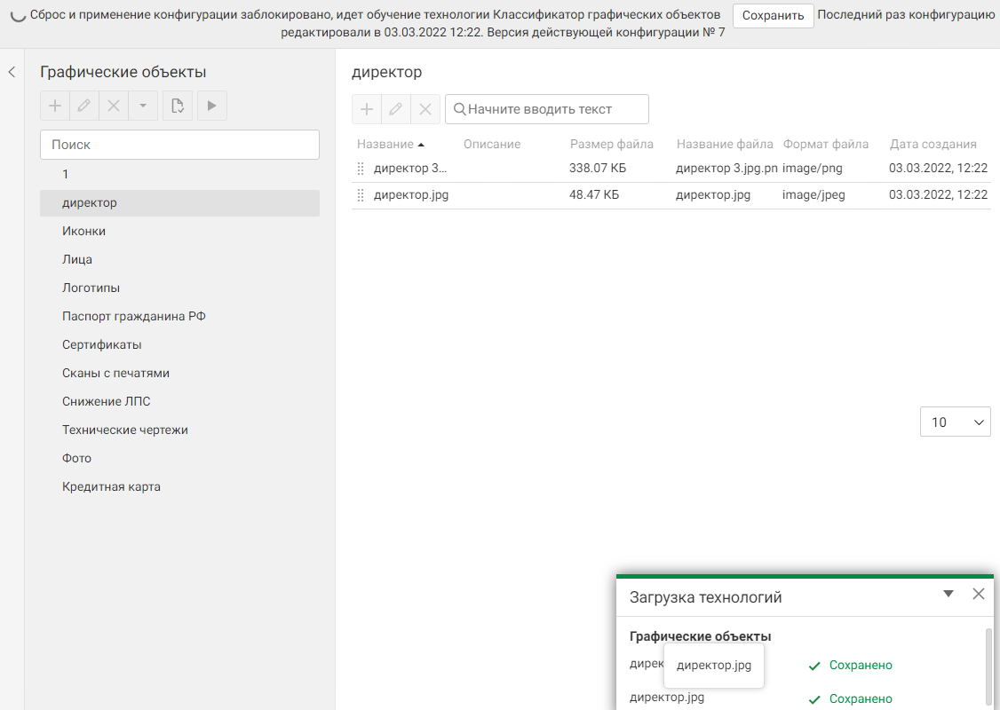 Сброс и применение конфигурации заблокировано, идет обучение технологии Классификатор графических объектов Сохранить Последний раз конфигурацию
редактировали в 03.03.2022 12:22. Версия действующей конфигурации № 7
Графические объекты
Поиск
1
директор
Иконки
Лица
Логотипы
Паспорт гражданина РФ
Сертификаты
Сканы с печатями
Снижение ЛПС
Технические чертежи
Фото
Кредитная карта
директор
Начните вводить текст
Название Описание Размер файла Название файла Формат файла Дата создания
директор 3... 338.07 КБ директор 3.jpg.pn image/png 03.03.2022, 12:22
директор.jpg 48.47 КБ директор.jpg image/jpeg 03.03.2022, 12:22
10
Загрузка технологий
Графические объекты
дирек директор.jpg Сохранено
директор.jpg Сохранено